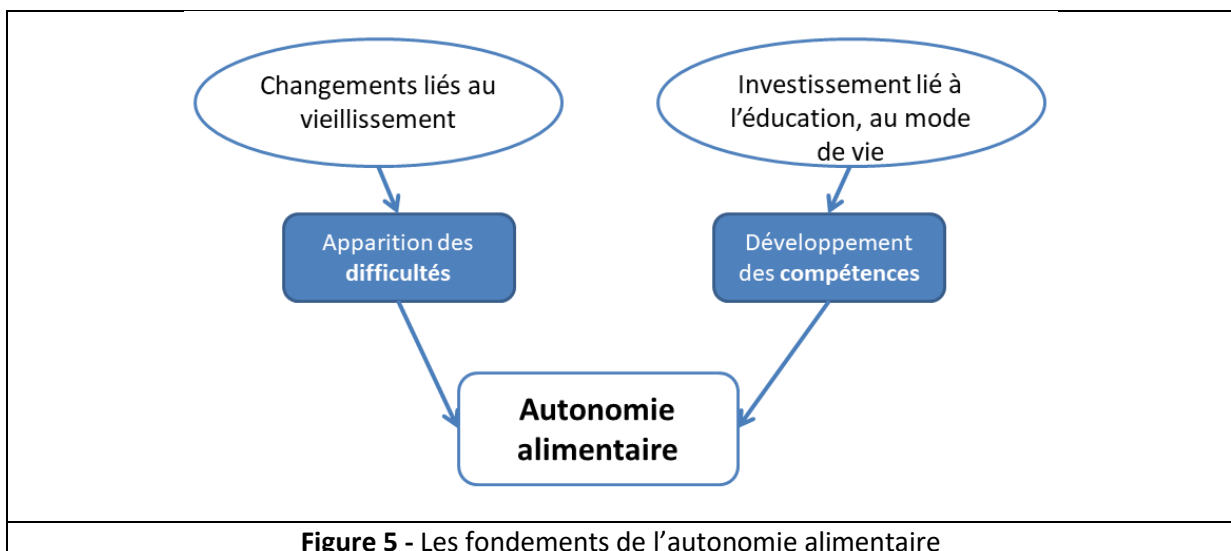 Changements liés au
vieillissement
Investissement lié à
l'éducation, au mode
de vie
Apparition des
difficultés
Développement
des compétences
Autonomie
alimentaire
Figure 5 - Les fondements de l'autonomie alimentaire